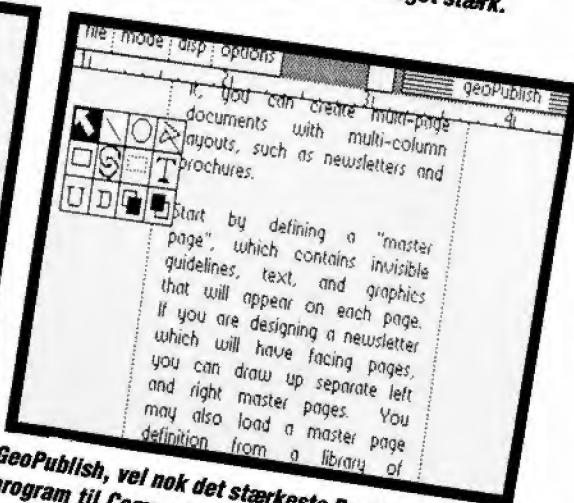 get stærk.
file mode disp options geoPublish
it, you can create multi-page
documents with multi-column
layouts, such as newsletters and
brochures.
U D T
Start by defining a "master
page", which contains invisible
guidelines, text, and graphics
that will appear on each page.
If you are designing a newsletter
which will have facing pages,
you can draw up separate left
and right master pages. You
may also load a master page
definition from a library of
GeoPublish, vel nok det stærkeste
program til